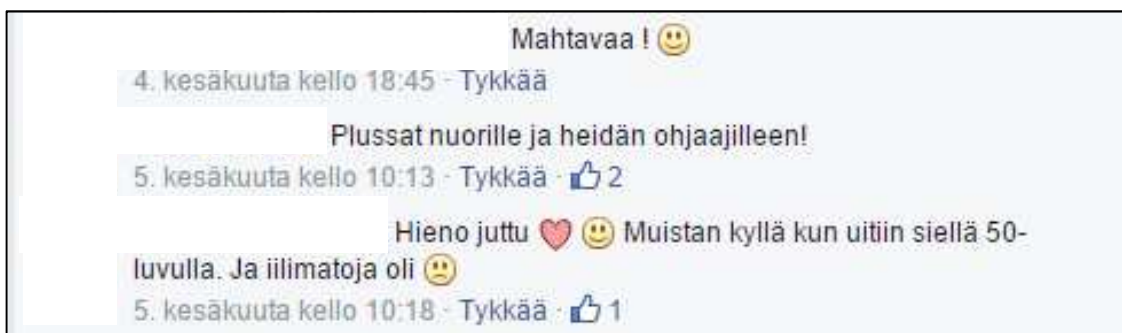 Mahtavaa ! 🙂
4. kesäkuuta kello 18:45 · Tykkää
Plussat nuorille ja heidän ohjaajilleen!
5. kesäkuuta kello 10:13 · Tykkää · 2
Hieno juttu ❤ 🙂 Muistan kyllä kun uitiin siellä 50-
luvulla. Ja iilimatoja oli 🙁
5. kesäkuuta kello 10:18 · Tykkää · 1